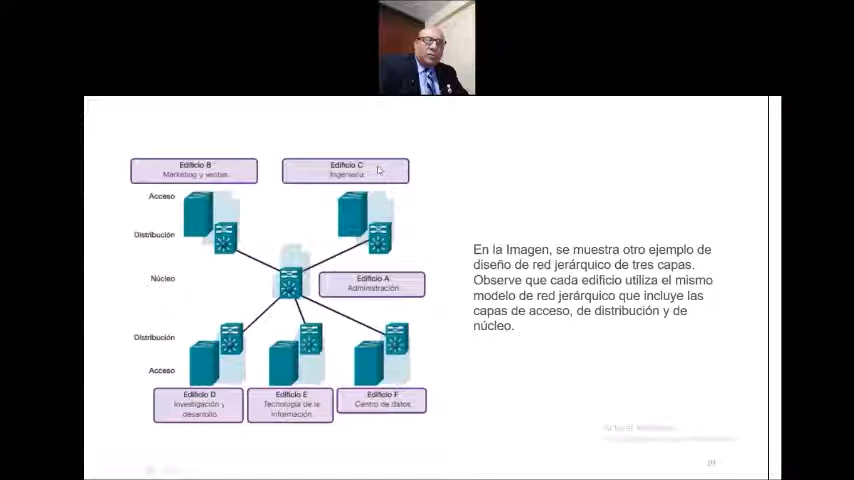 Edificio B
Marketing y ventas
Edificio C
Ingeniería
Acceso
Distribución
Núcleo
Edificio A
Administración
Distribución
Acceso
Edificio D
Investigación y
desarrollo
Edificio E
Tecnología de la
información
Edificio F
Centro de datos
En la Imagen, se muestra otro ejemplo de
diseño de red jerárquico de tres capas.
Observe que cada edificio utiliza el mismo
modelo de red jerárquico que incluye las
capas de acceso, de distribución y de
núcleo.
19